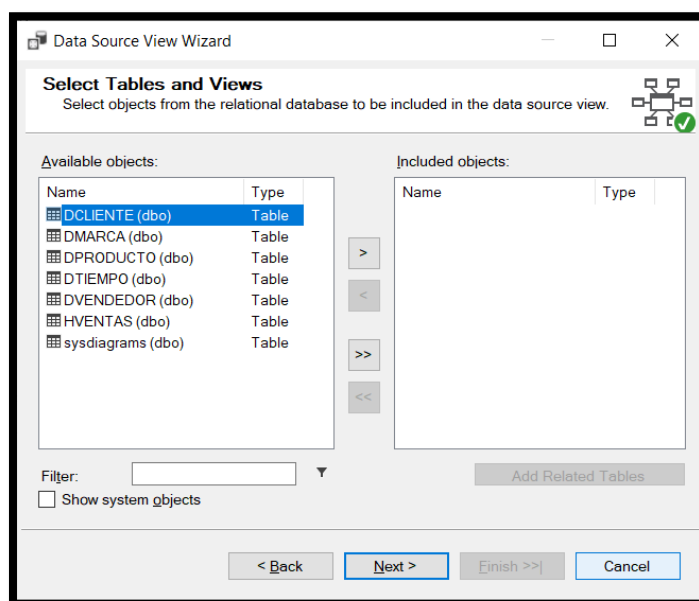 Data Source View Wizard
Select Tables and Views
Select objects from the relational database to be included in the data source view.
Available objects:
Name Type
DCLIENTE (dbo) Table
DMARCA (dbo) Table
DPRODUCTO (dbo) Table
DTIEMPO (dbo) Table
DVENDEDOR (dbo) Table
HVENTAS (dbo) Table
sysdiagrams (dbo) Table
>
<
>>
<<
Included objects:
Name Type
Filter:
Add Related Tables
Show system objects
< Back Next > Finish >>| Cancel